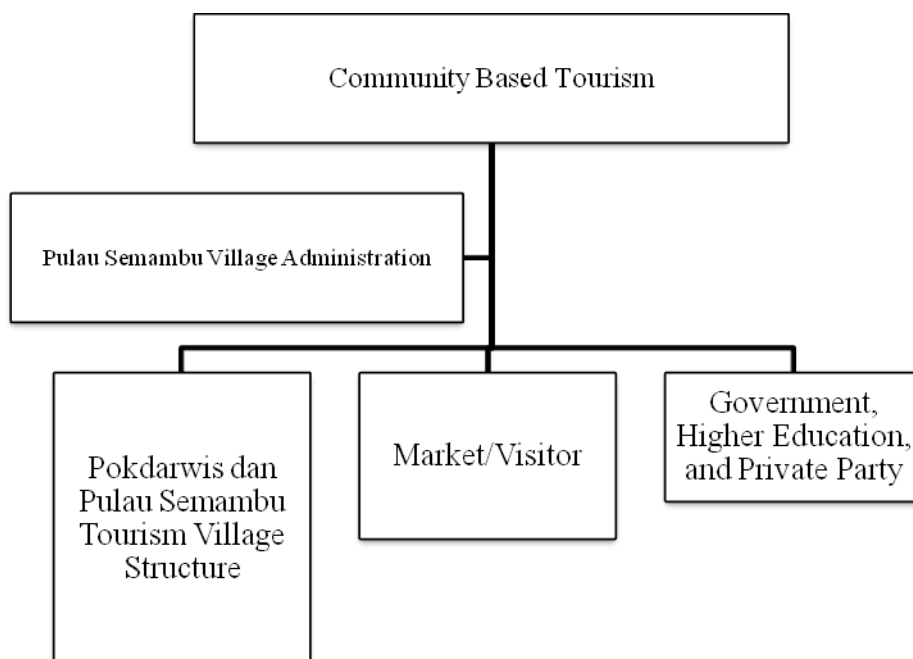 Community Based Tourism
Pulau Semambu Village Administration
Pokdarwis dan
Pulau Semambu
Tourism Village
Structure
Market/Visitor
Government,
Higher Education,
and Private Party